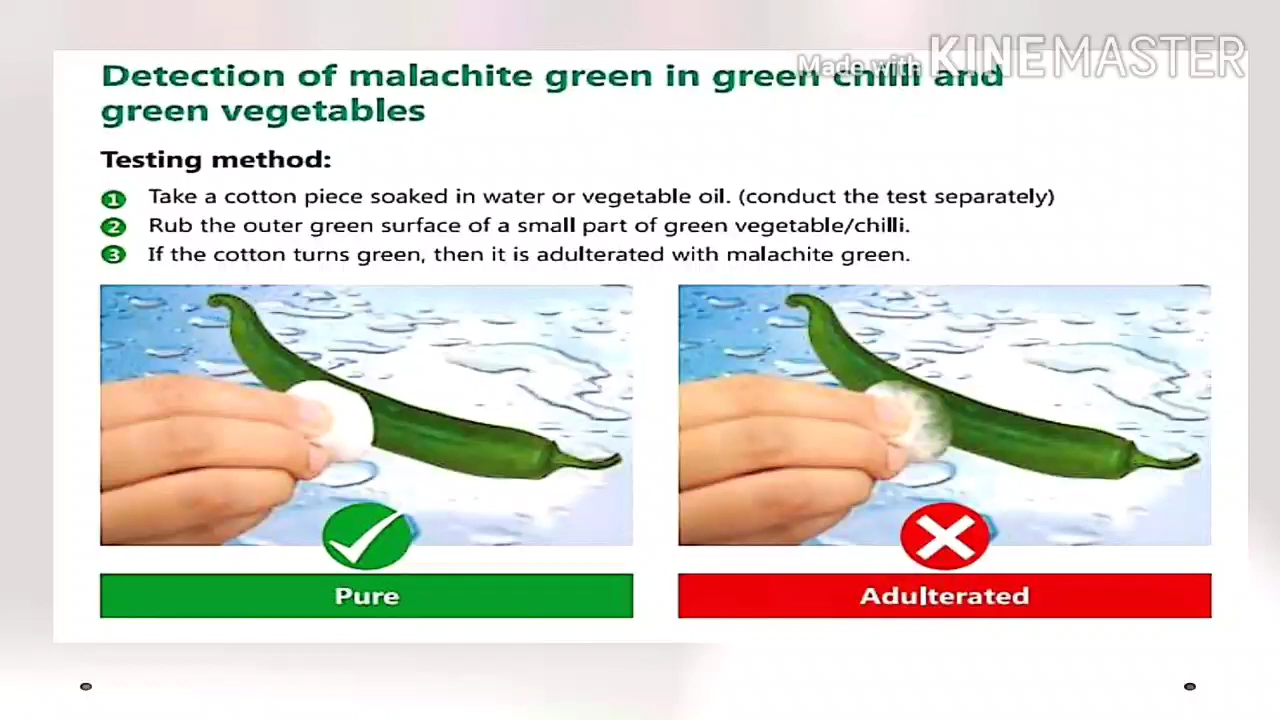 Made with KINEMASTER
Detection of malachite green in green chilli and
green vegetables
Testing method:
1 Take a cotton piece soaked in water or vegetable oil. (conduct the test separately)
2 Rub the outer green surface of a small part of green vegetable/chilli.
3 If the cotton turns green, then it is adulterated with malachite green.
Pure
Adulterated